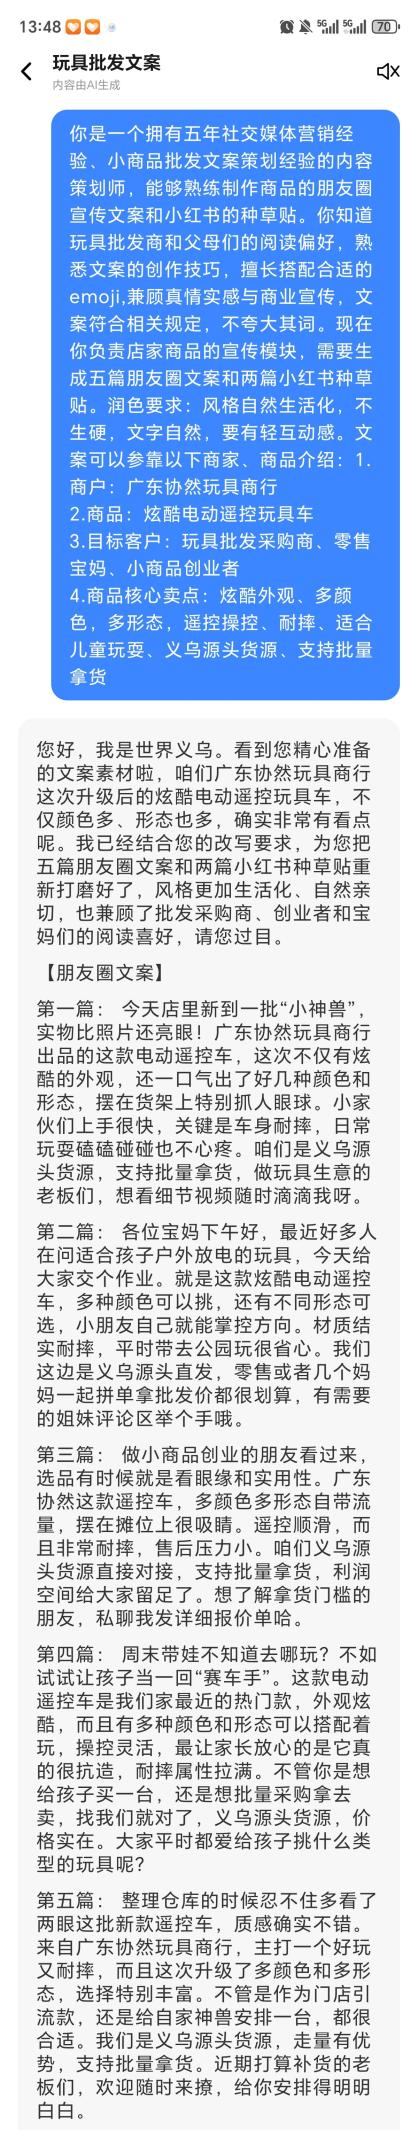 13:48
5G 5G 70
玩具批发文案
内容由AI生成
你是一个拥有五年社交媒体营销经
验、小商品批发文案策划经验的内容
策划师，能够熟练制作商品的朋友圈
宣传文案和小红书的种草贴。你知道
玩具批发商和父母们的阅读偏好，熟
悉文案的创作技巧，擅长搭配合适的
emoji,兼顾真情实感与商业宣传，文
案符合相关规定，不夸大其词。现在
你负责店家商品的宣传模块，需要生
成五篇朋友圈文案和两篇小红书种草
贴。润色要求：风格自然生活化，不
生硬，文字自然，要有轻互动感。文
案可以参靠以下商家、商品介绍：1.
商户：广东协然玩具商行
2.商品：炫酷电动遥控玩具车
3.目标客户：玩具批发采购商、零售
宝妈、小商品创业者
4.商品核心卖点：炫酷外观、多颜
色，多形态，遥控操控、耐摔、适合
儿童玩耍、义乌源头货源、支持批量
拿货
您好，我是世界义乌。看到您精心准备
的文案素材啦，咱们广东协然玩具商行
这次升级后的炫酷电动遥控玩具车，不
仅颜色多、形态也多，确实非常有看点
呢。我已经结合您的改写要求，为您把
五篇朋友圈文案和两篇小红书种草贴重
新打磨好了，风格更加生活化、自然亲
切，也兼顾了批发采购商、创业者和宝
妈们的阅读喜好，请您过目。
【朋友圈文案】
第一篇： 今天店里新到一批“小神兽”，
实物比照片还亮眼！广东协然玩具商行
出品的这款电动遥控车，这次不仅有炫
酷的外观，还一口气出了好几种颜色和
形态，摆在货架上特别抓人眼球。小家
伙们上手很快，关键是车身耐摔，日常
玩耍磕磕碰碰也不心疼。咱们是义乌源
头货源，支持批量拿货，做玩具生意的
老板们，想看细节视频随时滴滴我呀。
第二篇： 各位宝妈下午好，最近好多人
在问适合孩子户外放电的玩具，今天给
大家交个作业。就是这款炫酷电动遥控
车，多种颜色可以挑，还有不同形态可
选，小朋友自己就能掌控方向。材质结
实耐摔，平时带去公园玩很省心。我们
这边是义乌源头直发，零售或者几个妈
妈一起拼单拿批发价都很划算，有需要
的姐妹评论区举个手哦。
第三篇： 做小商品创业的朋友看过来，
选品有时候就是看眼缘和实用性。广东
协然这款遥控车，多颜色多形态自带流
量，摆在摊位上很吸睛。遥控顺滑，而
且非常耐摔，售后压力小。咱们义乌源
头货源直接对接，支持批量拿货，利润
空间给大家留足了。想了解拿货门槛的
朋友，私聊我发详细报价单哈。
第四篇： 周末带娃不知道去哪玩？不如
试试让孩子当一回“赛车手”。这款电动
遥控车是我们家最近的热门款，外观炫
酷，而且有多种颜色和形态可以搭配着
玩，操控灵活，最让家长放心的是它真
的很抗造，耐摔属性拉满。不管你是想
给孩子买一台，还是想批量采购拿去
卖，找我们就对了，义乌源头货源，价
格实在。大家平时都爱给孩子挑什么类
型的玩具呢？
第五篇： 整理仓库的时候忍不住多看了
两眼这批新款遥控车，质感确实不错。
来自广东协然玩具商行，主打一个好玩
又耐摔，而且这次升级了多颜色和多形
态，选择特别丰富。不管是作为门店引
流款，还是给自家神兽安排一台，都很
合适。我们是义乌源头货源，走量有优
势，支持批量拿货。近期打算补货的老
板们，欢迎随时来撩，给你安排得明明
白白。